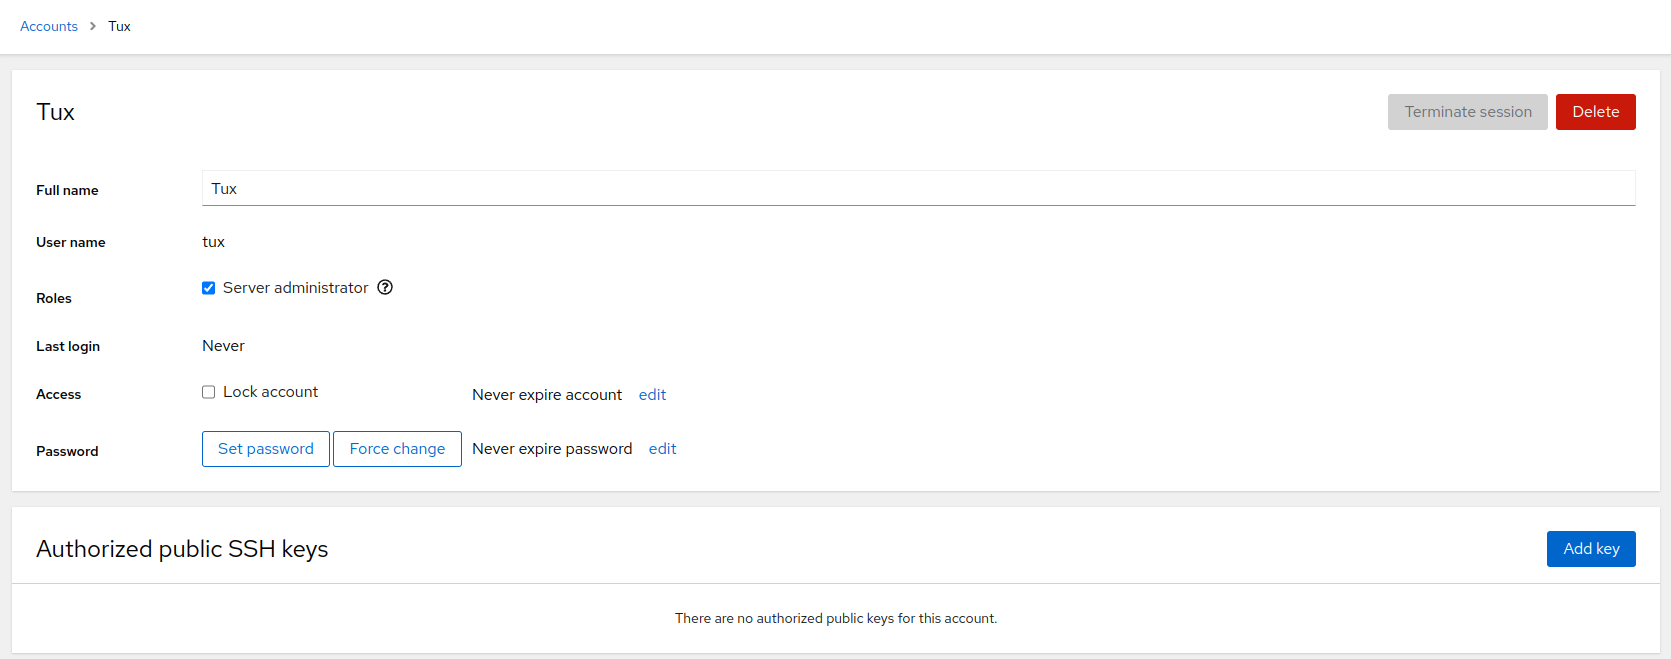 Accounts > Tux
Tux
Terminate session Delete
Full name Tux
User name tux
Roles Server administrator ?
Last login Never
Access Lock account Never expire account edit
Password Set password Force change Never expire password edit
Authorized public SSH keys Add key
There are no authorized public keys for this account.